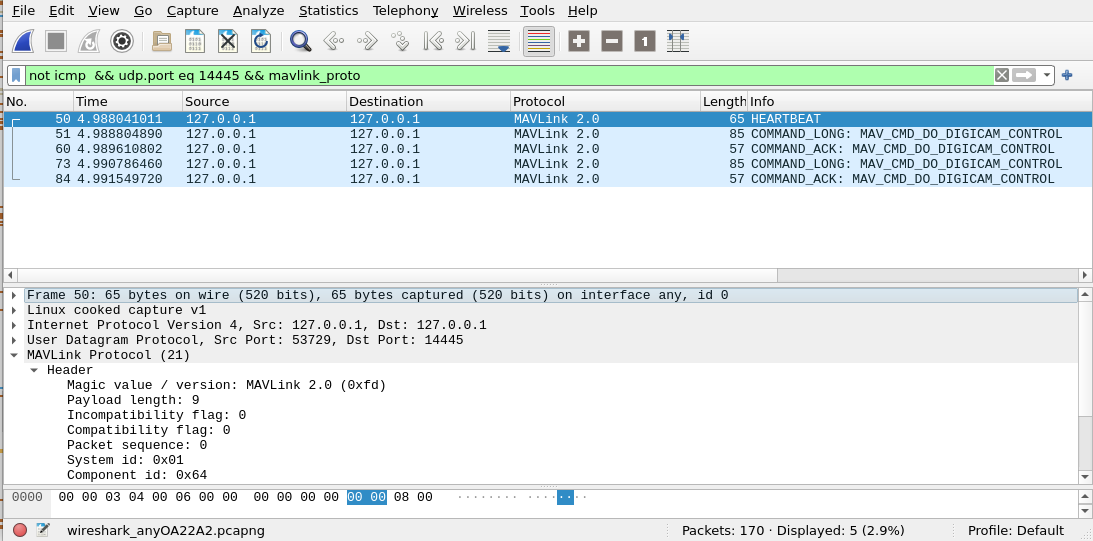 File Edit View Go Capture Analyze Statistics Telephony Wireless Tools Help
not icmp  && udp.port eq 14445 && mavlink_proto
No. Time Source Destination Protocol Length Info
50 4.988041011 127.0.0.1 127.0.0.1 MAVLink 2.0 65 HEARTBEAT
51 4.988804890 127.0.0.1 127.0.0.1 MAVLink 2.0 85 COMMAND_LONG: MAV_CMD_DO_DIGICAM_CONTROL
60 4.989610802 127.0.0.1 127.0.0.1 MAVLink 2.0 57 COMMAND_ACK: MAV_CMD_DO_DIGICAM_CONTROL
73 4.990786460 127.0.0.1 127.0.0.1 MAVLink 2.0 85 COMMAND_LONG: MAV_CMD_DO_DIGICAM_CONTROL
84 4.991549720 127.0.0.1 127.0.0.1 MAVLink 2.0 57 COMMAND_ACK: MAV_CMD_DO_DIGICAM_CONTROL
Frame 50: 65 bytes on wire (520 bits), 65 bytes captured (520 bits) on interface any, id 0
Linux cooked capture v1
Internet Protocol Version 4, Src: 127.0.0.1, Dst: 127.0.0.1
User Datagram Protocol, Src Port: 53729, Dst Port: 14445
MAVLink Protocol (21)
Header
Magic value / version: MAVLink 2.0 (0xfd)
Payload length: 9
Incompatibility flag: 0
Compatibility flag: 0
Packet sequence: 0
System id: 0x01
Component id: 0x64
0000 00 00 03 04 00 06 00 00 00 00 00 00 00 00 08 00 ········ ········
wireshark_anyOA22A2.pcapng Packets: 170 · Displayed: 5 (2.9%) Profile: Default